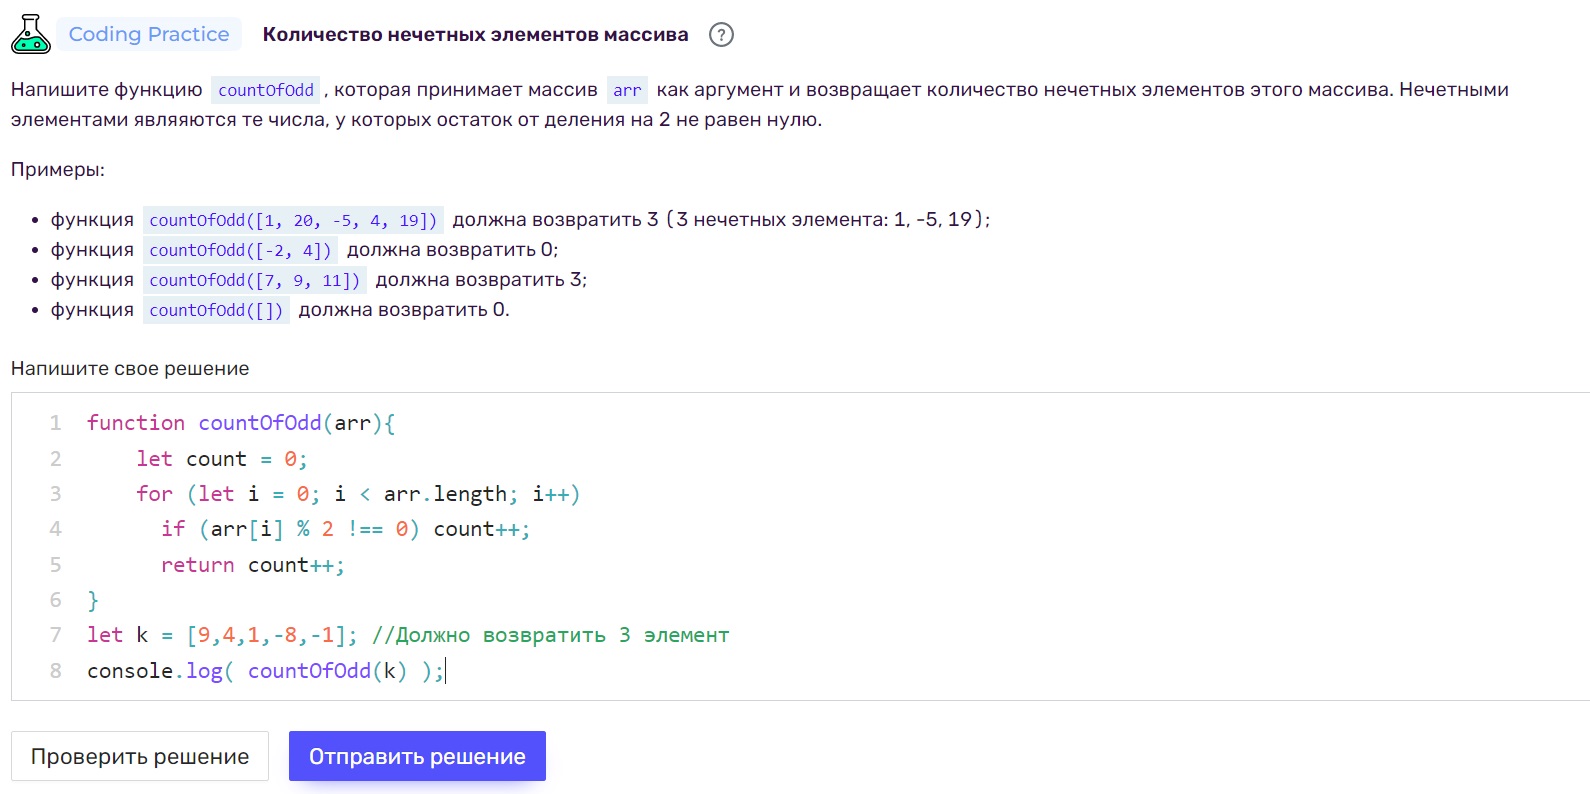 Coding Practice Количество нечетных элементов массива ?
Напишите функцию countOfOdd , которая принимает массив arr как аргумент и возвращает количество нечетных элементов этого массива. Нечетными
элементами являяются те числа, у которых остаток от деления на 2 не равен нулю.
Примеры:
• функция countOfOdd([1, 20, -5, 4, 19]) должна возвратить 3 (3 нечетных элемента: 1, -5, 19);
• функция countOfOdd([-2, 4]) должна возвратить 0;
• функция countOfOdd([7, 9, 11]) должна возвратить 3;
• функция countOfOdd([]) должна возвратить 0.
Напишите свое решение
1 function countOfOdd(arr){
2 let count = 0;
3 for (let i = 0; i < arr.length; i++)
4 if (arr[i] % 2 !== 0) count++;
5 return count++;
6 }
7 let k = [9,4,1,-8,-1]; //Должно возвратить 3 элемент
8 console.log( countOfOdd(k) );
Проверить решение Отправить решение